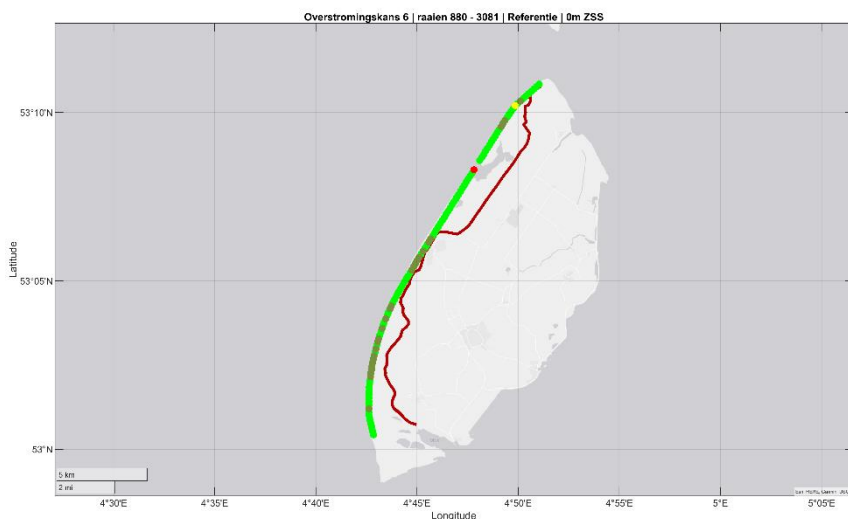 Overstromingskans 6 | raaien 880 - 3081 | Referentie | 0m ZSS
Latitude
53°10'N
53°05'N
53°N
5 km
2 mi
4°30'E
4°35'E
4°40'E
4°45'E
4°50'E
4°55'E
5°E
5°05'E
Longitude